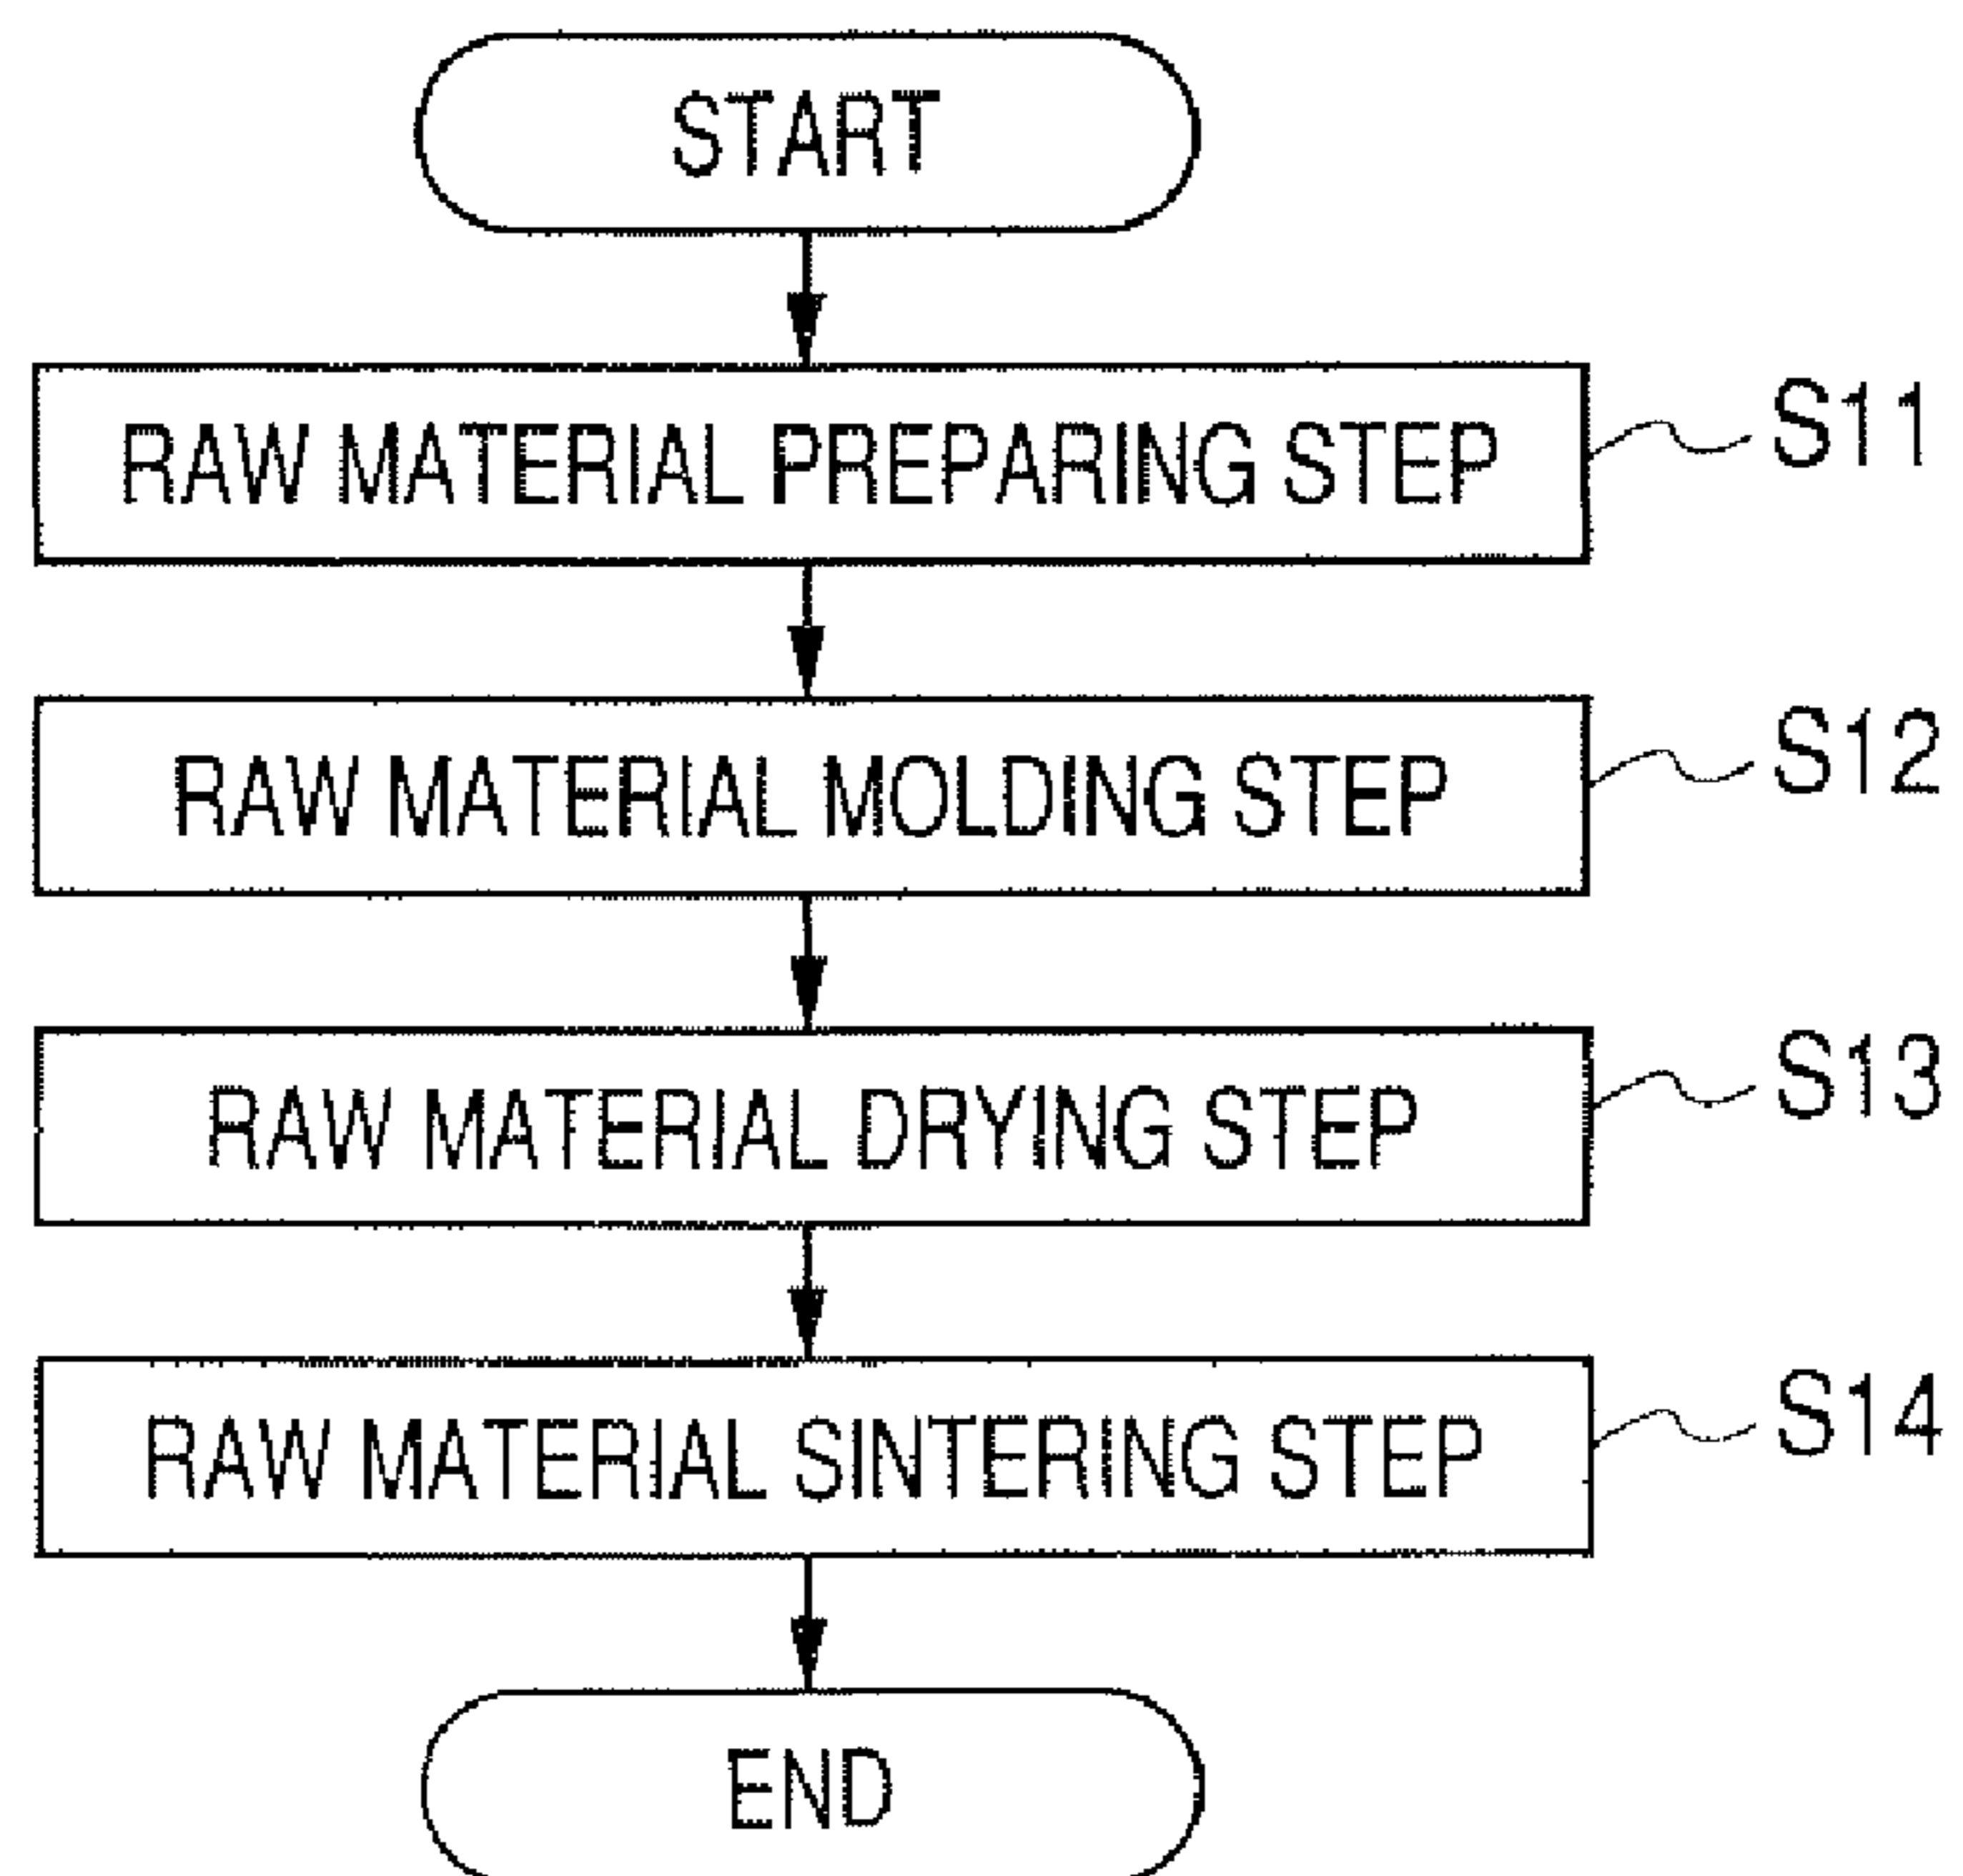 START
RAW MATERIAL PREPARING STEP S11
RAW MATERIAL MOLDING STEP S12
RAW MATERIAL DRYING STEP S13
RAW MATERIAL SINTERING STEP S14
END